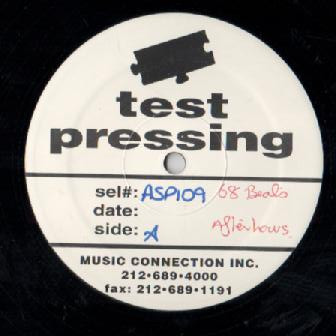 test
pressing
sel#: ASP109 68 Beats
date:
side: A Afterhours
MUSIC CONNECTION INC.
212•689•4000
fax: 212•689•1191